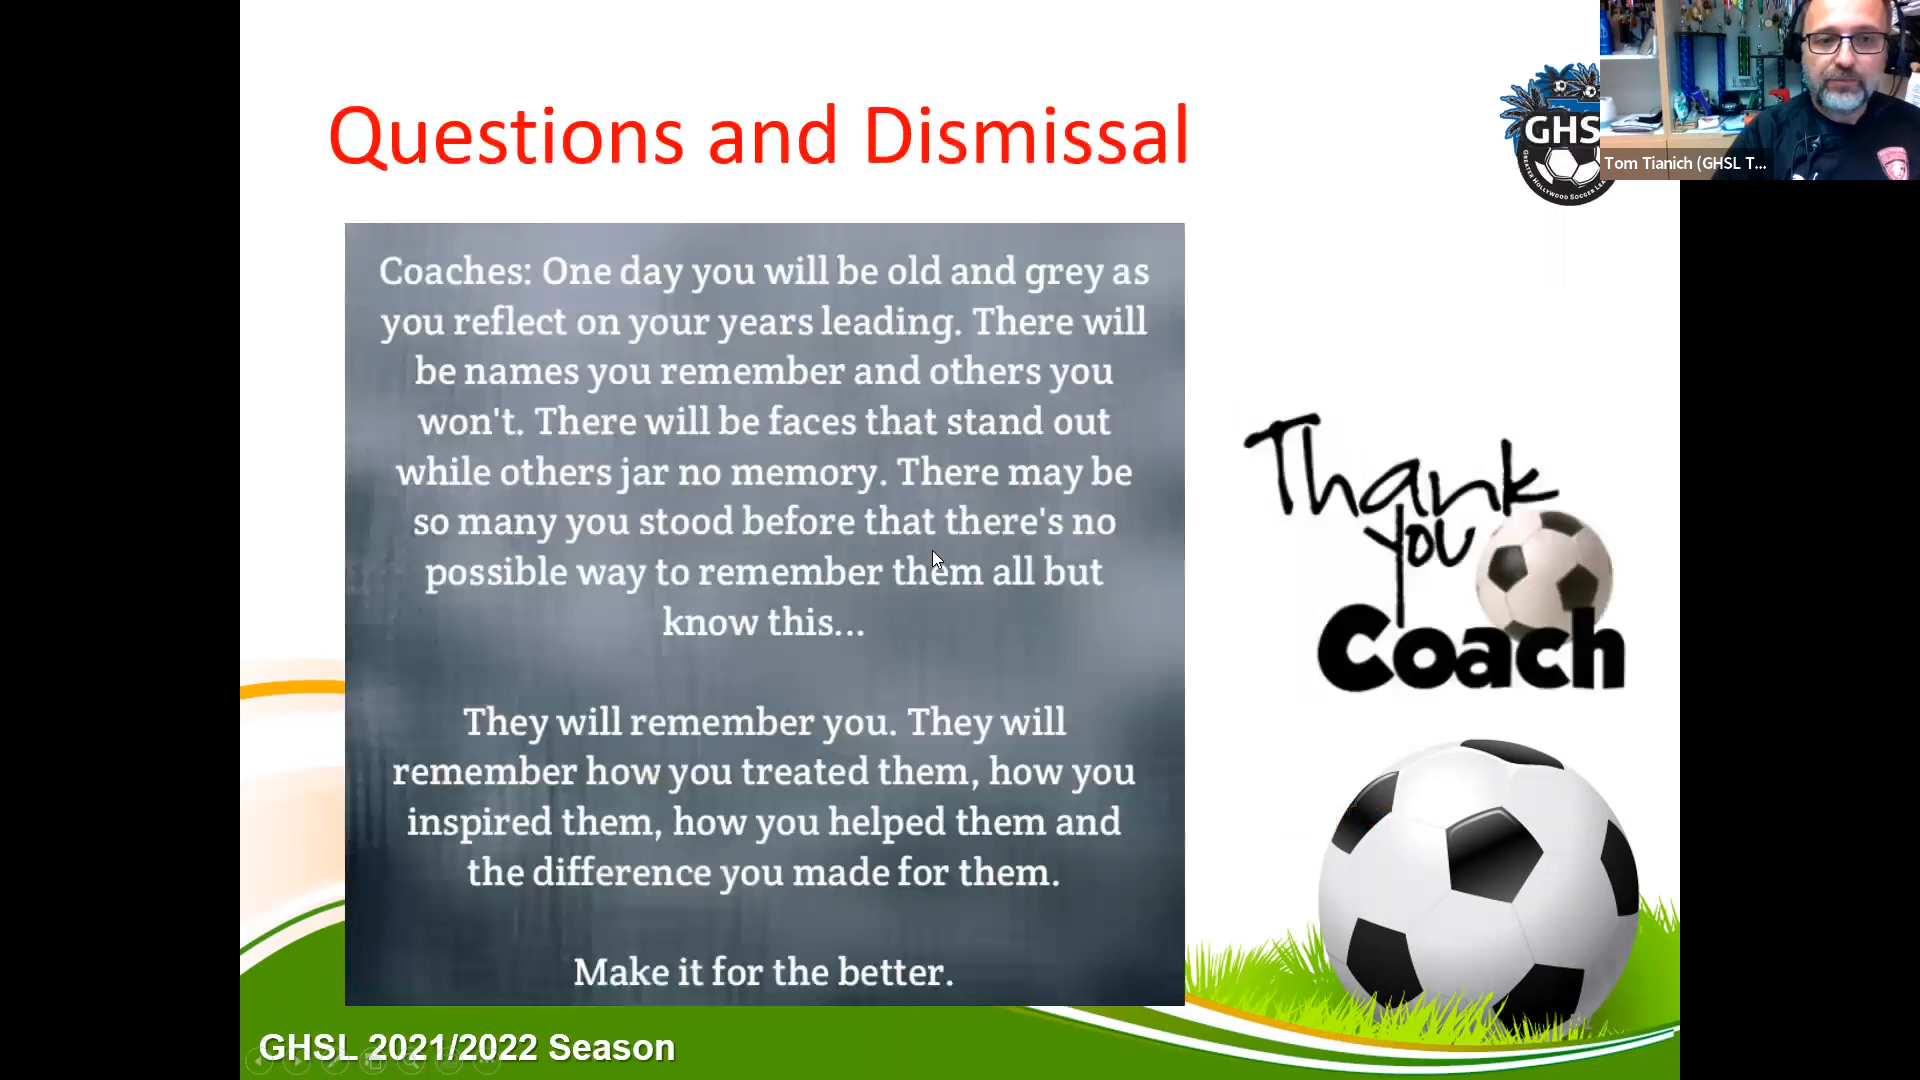 Questions and Dismissal
GHS
GREATER HOLLYWOOD SOCCER LEA
Tom Tianich (GHSL T...
Coaches: One day you will be old and grey as
you reflect on your years leading. There will
be names you remember and others you
won't. There will be faces that stand out
while others jar no memory. There may be
so many you stood before that there's no
possible way to remember them all but
know this...
They will remember you. They will
remember how you treated them, how you
inspired them, how you helped them and
the difference you made for them.
Make it for the better.
Thank
you
Coach
GHSL 2021/2022 Season